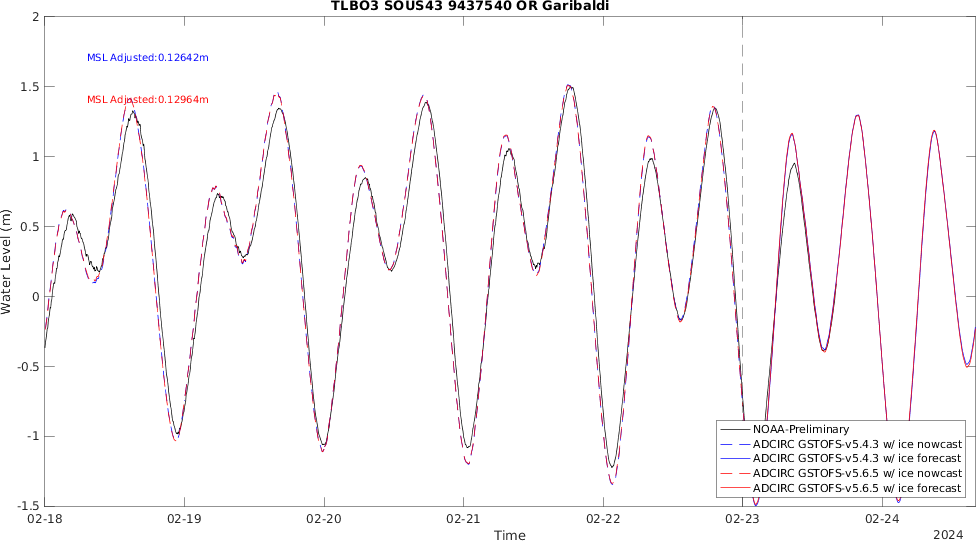 TLBO3 SOUS43 9437540 OR Garibaldi
MSL Adjusted:0.12642m
MSL Adjusted:0.12964m
Water Level (m)
2
1.5
1
0.5
0
-0.5
-1
-1.5
NOAA-Preliminary
ADCIRC GSTOFS-v5.4.3 w/ ice nowcast
ADCIRC GSTOFS-v5.4.3 w/ ice forecast
ADCIRC GSTOFS-v5.6.5 w/ ice nowcast
ADCIRC GSTOFS-v5.6.5 w/ ice forecast
02-18 02-19 02-20 02-21 02-22 02-23 02-24
Time
2024